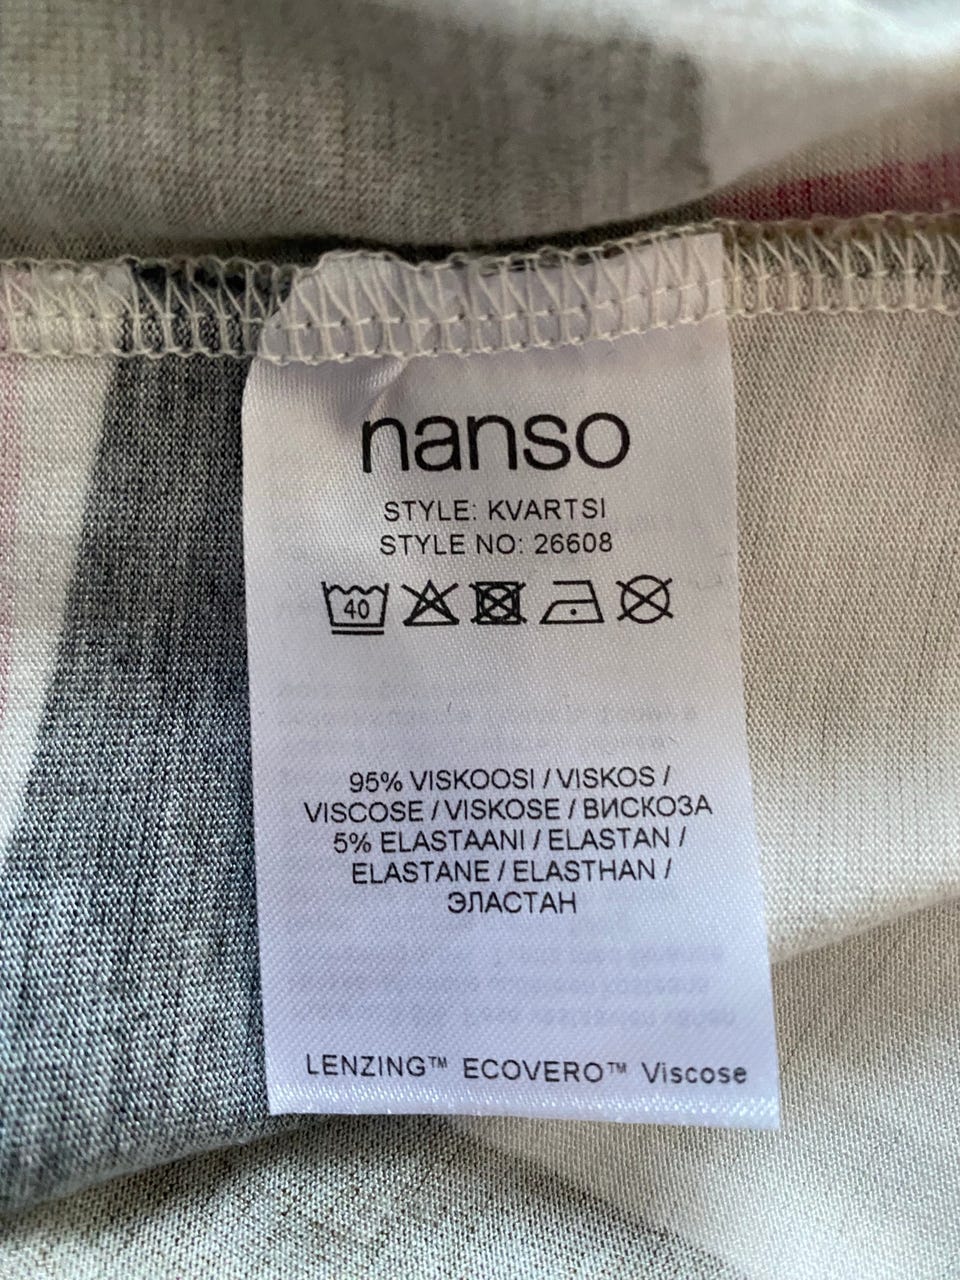 nanso
STYLE: KVARTSI
STYLE NO: 26608
40
95% VISKOOSI / VISKOS /
VISCOSE / VISKOSE / ВИСКОЗА
5% ELASTAANI / ELASTAN /
ELASTANE / ELASTHAN /
ЭЛАСТАН
LENZING™ ECOVERO™ Viscose